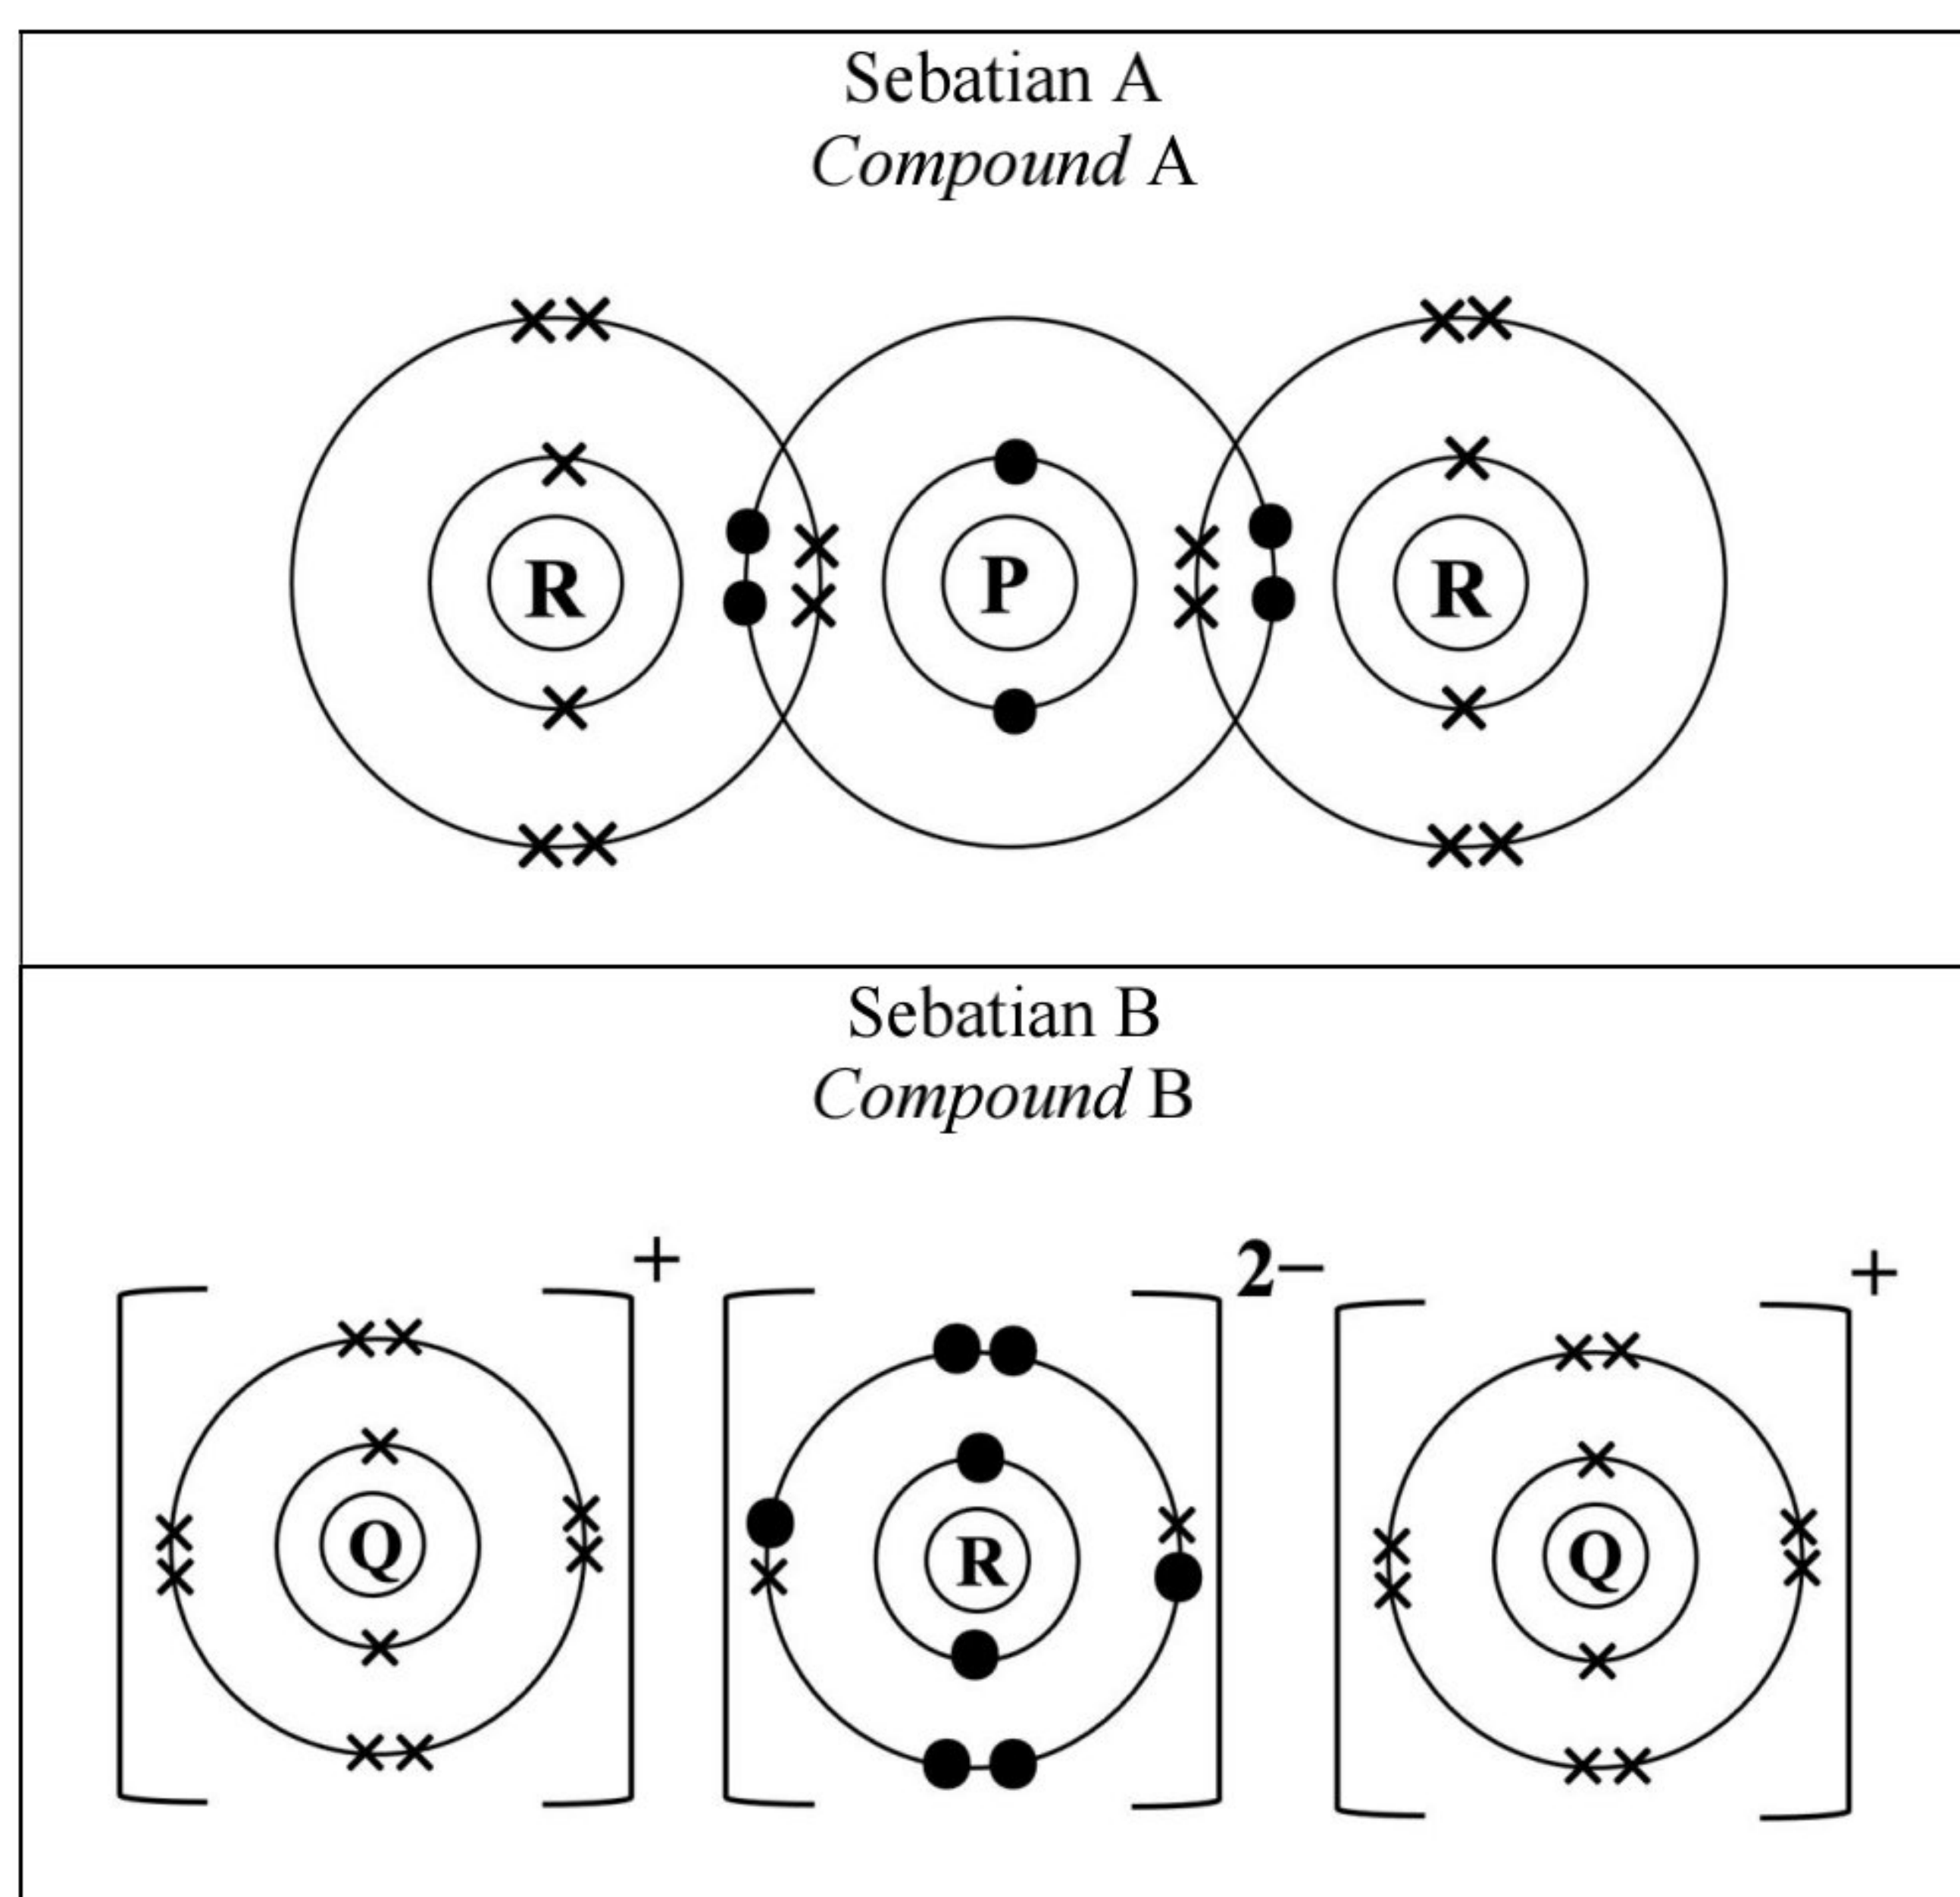 Sebatian A
Compound A
R P R
Sebatian B
Compound B
+ 2− +
Q R Q